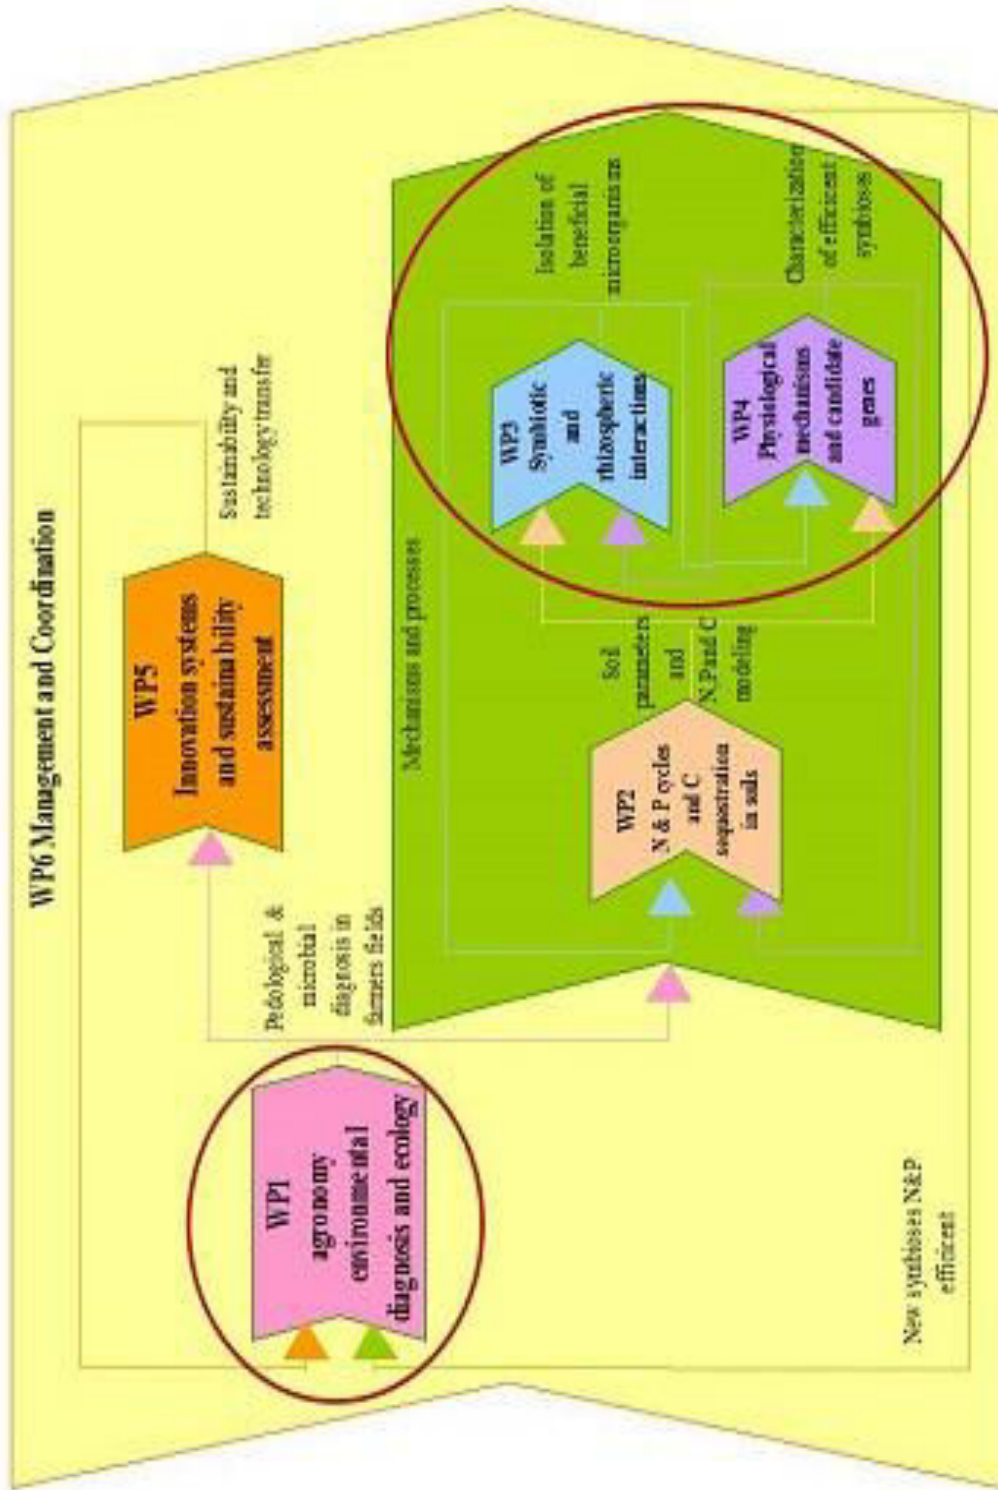 WP6 Management and Coordination
WP5
Innovation systems
and sustainability
assessment
Sustainability and
technology transfer
Pedological &
microbial
diagnosis in
farmers fields
WP1
agronomy
environmental
diagnosis and ecology
Mechanisms and processes
WP2
N & P cycles
and C
sequostration
in soils
Soil
parameters
and
N,P and C
modeling
WP3
Symbiotic
and
rhizospheric
interactions
Isolation of
beneficial
microorganisms
WP4
Physiological
mechanisms
and candidate
genes
Characterization
of efficicent
symbioses
New symbioses N&P
efficicent